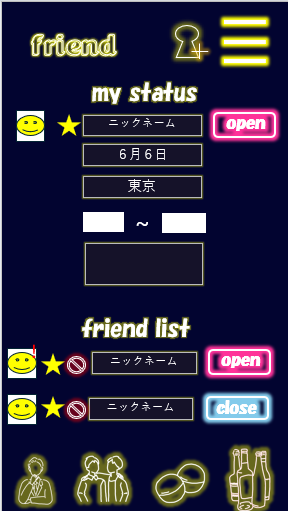 friend
my status
ニックネーム
open
6月6日
東京
~
friend list
ニックネーム
open
ニックネーム
close